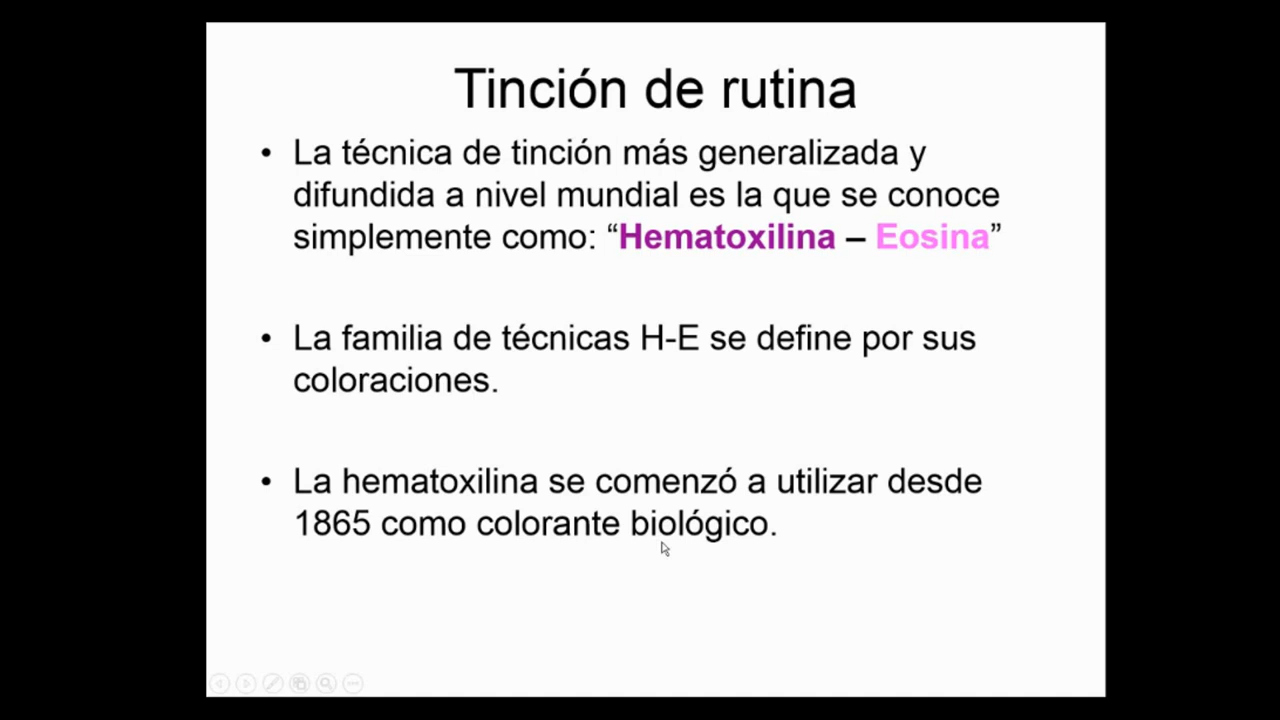 Tinción de rutina
• La técnica de tinción más generalizada y
difundida a nivel mundial es la que se conoce
simplemente como: “Hematoxilina – Eosina”
• La familia de técnicas H-E se define por sus
coloraciones.
• La hematoxilina se comenzó a utilizar desde
1865 como colorante biológico.